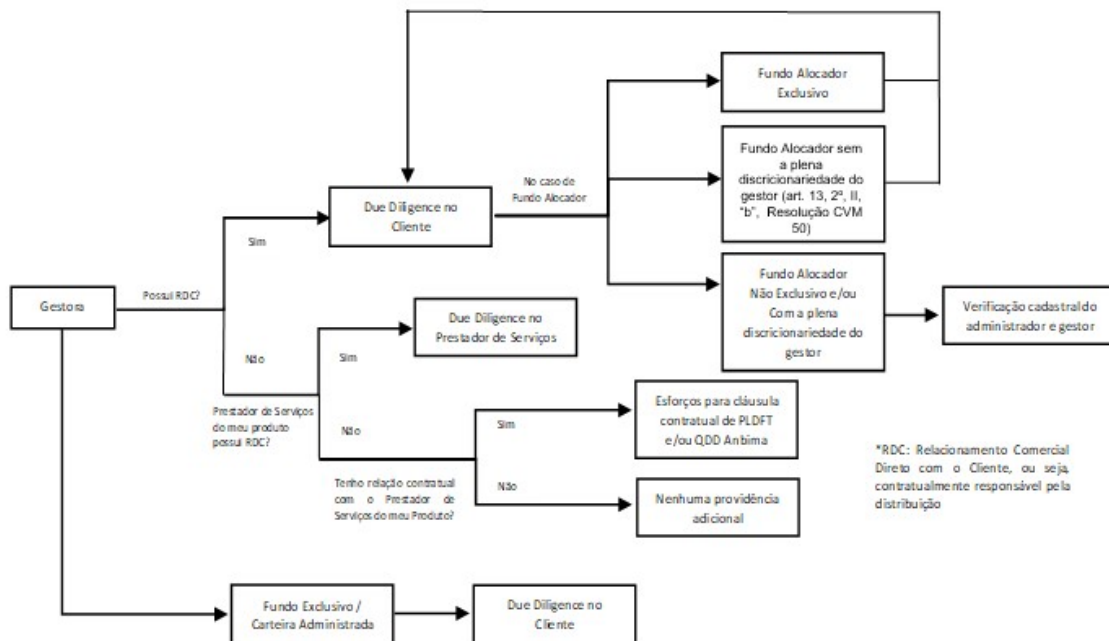 Fundo Alocador
Exclusivo
Fundo Alocador sem
a plena
discricionariedade do
gestor (art. 13, 2º, II,
"b", Resolução CVM
50)
No caso de
Fundo Alocador
Due Diligence no
Cliente
Sim
Fundo Alocador
Não Exclusivo e/ou
Com a plena
discricionariedade do
gestor
Verificação cadastral do
administrador e gestor
Gestora
Possui RDC?
Due Diligence no
Prestador de Serviços
Não
Sim
Prestador de Serviços
do meu produto
possui RDC?
Não
Sim
Esforços para cláusula
contratual de PLDFT
e/ou QDD Anbima
Tenho relação contratual
com o Prestador de
Serviços do meu Produto?
Não
Nenhuma providência
adicional
*RDC: Relacionamento Comercial
Direto com o Cliente, ou seja,
contratualmente responsável pela
distribuição
Fundo Exclusivo /
Carteira Administrada
Due Diligence no
Cliente